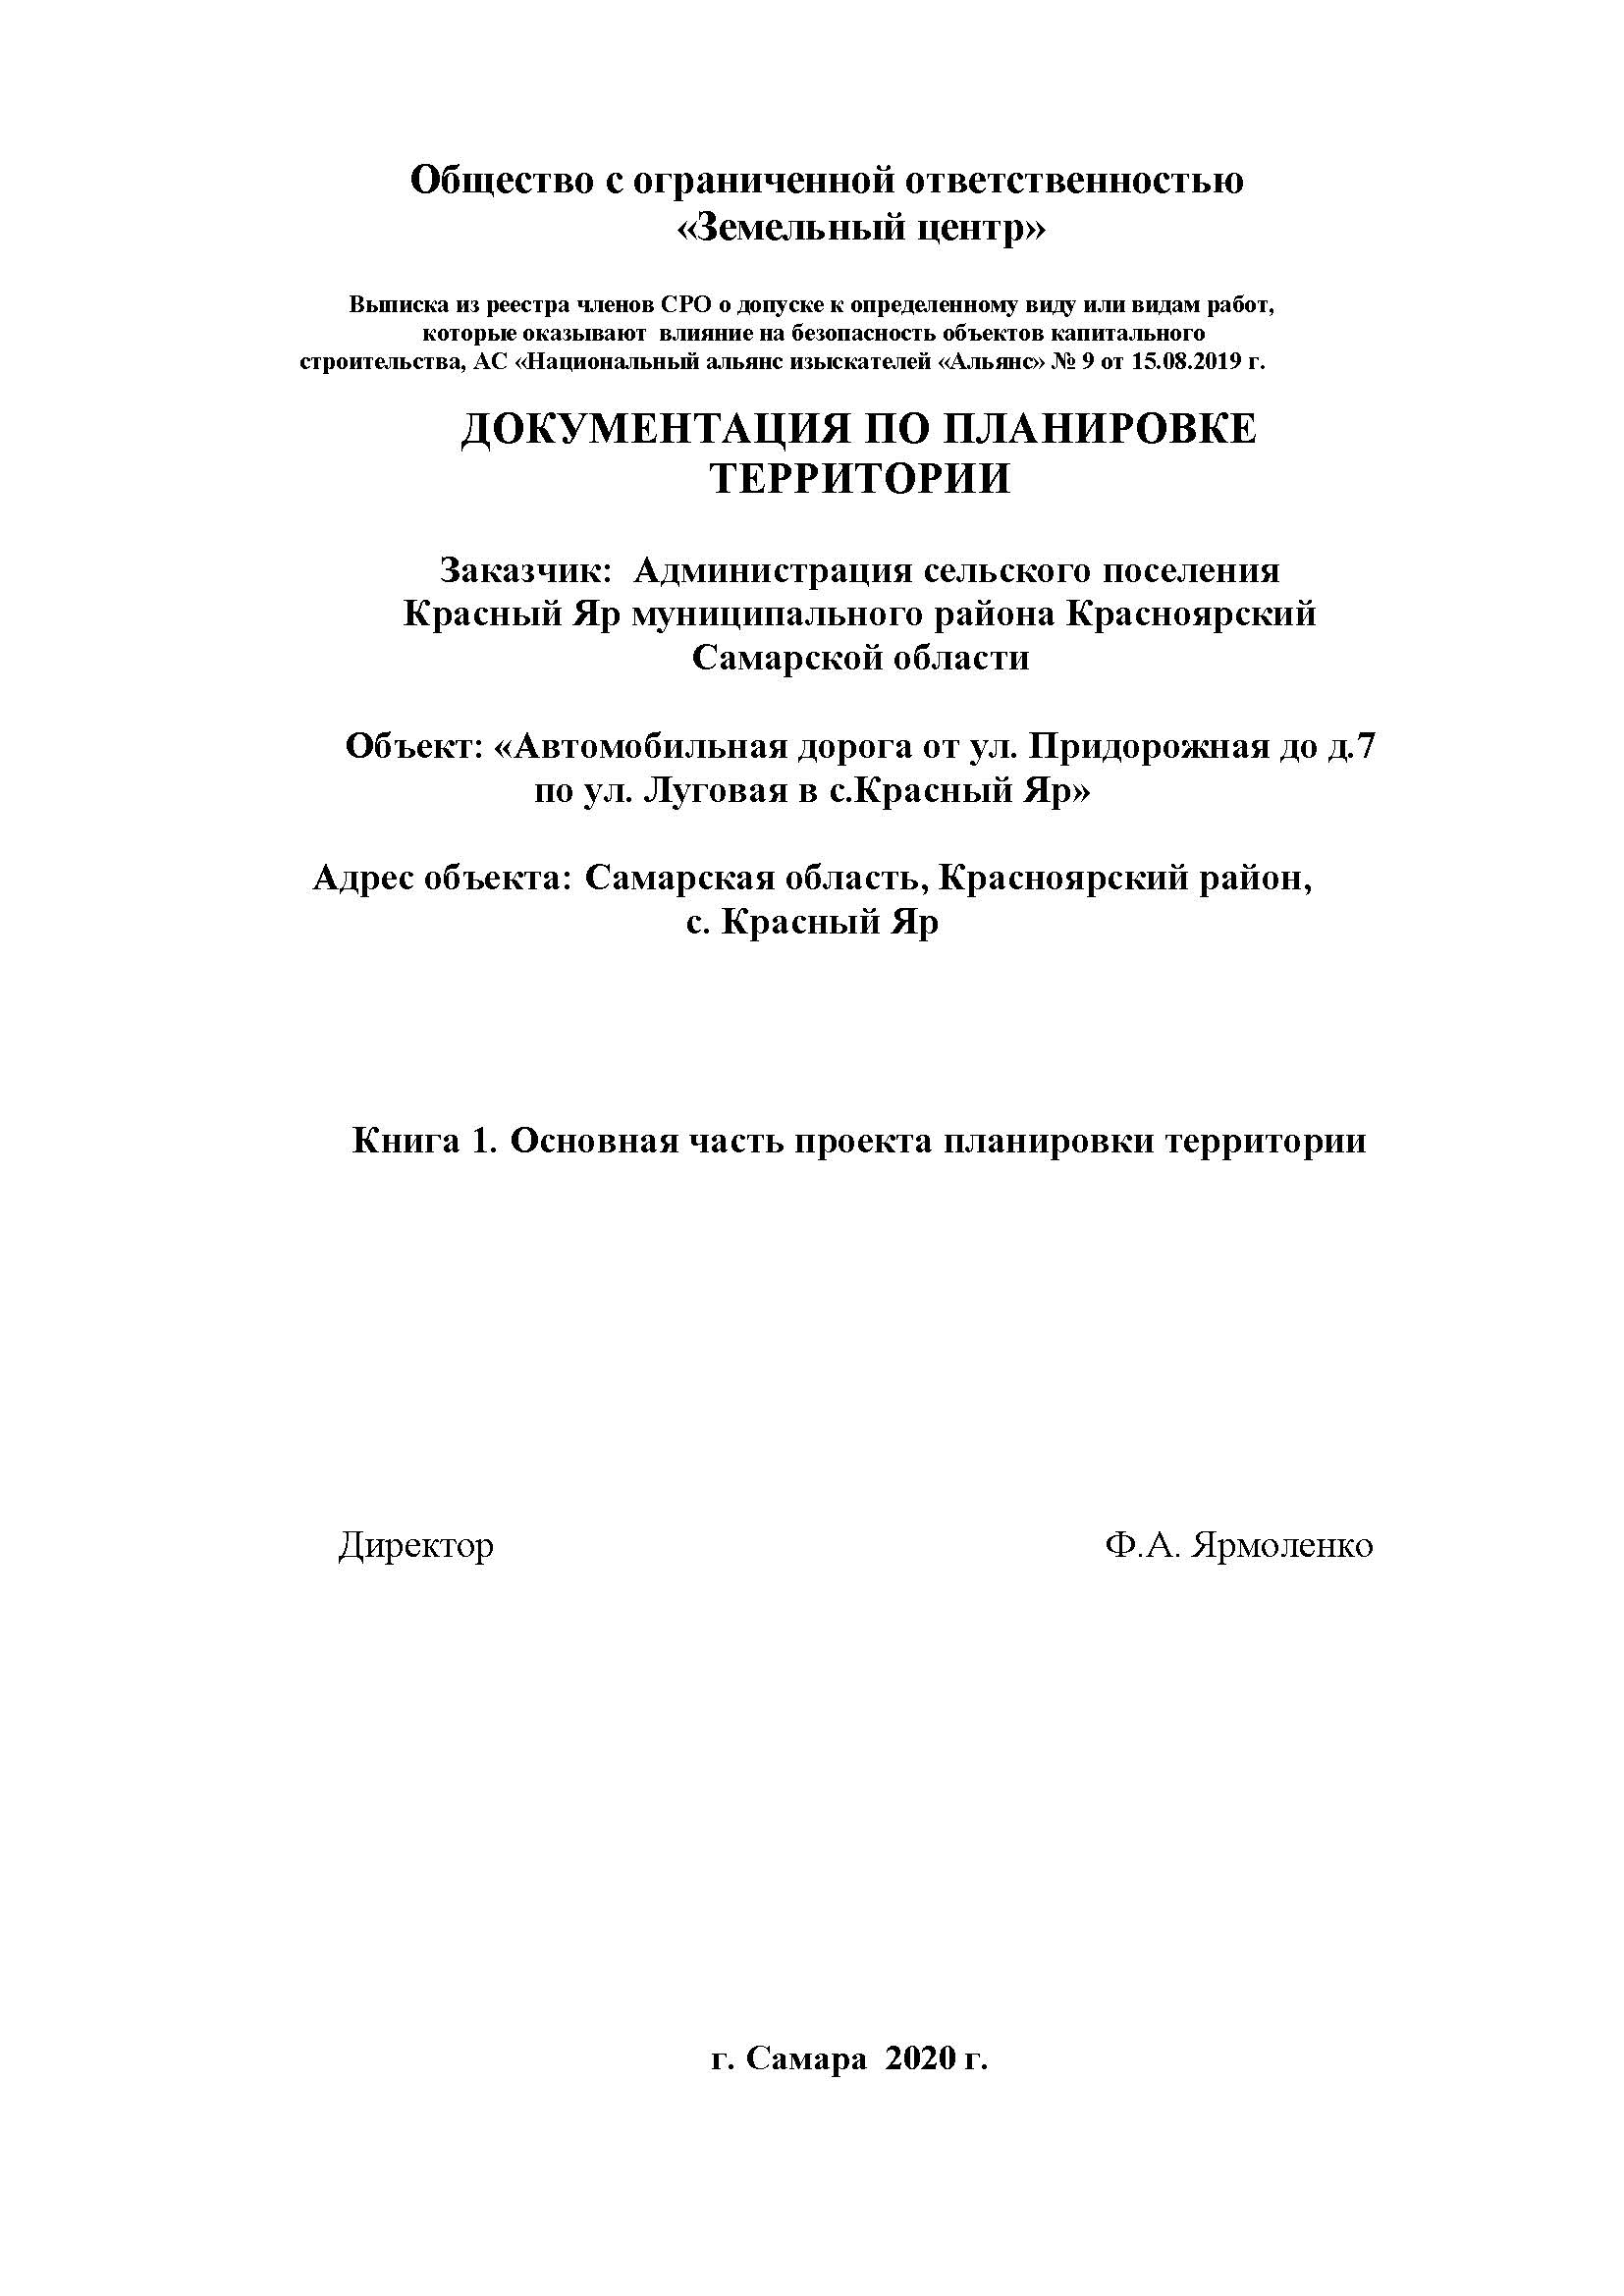 Общество с ограниченной ответственностью
«Земельный центр»
Выписка из реестра членов СРО о допуске к определенному виду или видам работ,
которые оказывают  влияние на безопасность объектов капитального
строительства, АС «Национальный альянс изыскателей «Альянс» № 9 от 15.08.2019 г.
ДОКУМЕНТАЦИЯ ПО ПЛАНИРОВКЕ
ТЕРРИТОРИИ
Заказчик:  Администрация сельского поселения
Красный Яр муниципального района Красноярский
Самарской области
Объект: «Автомобильная дорога от ул. Придорожная до д.7
по ул. Луговая в с.Красный Яр»
Адрес объекта: Самарская область, Красноярский район,
с. Красный Яр
Книга 1. Основная часть проекта планировки территории
Директор Ф.А. Ярмоленко
г. Самара  2020 г.